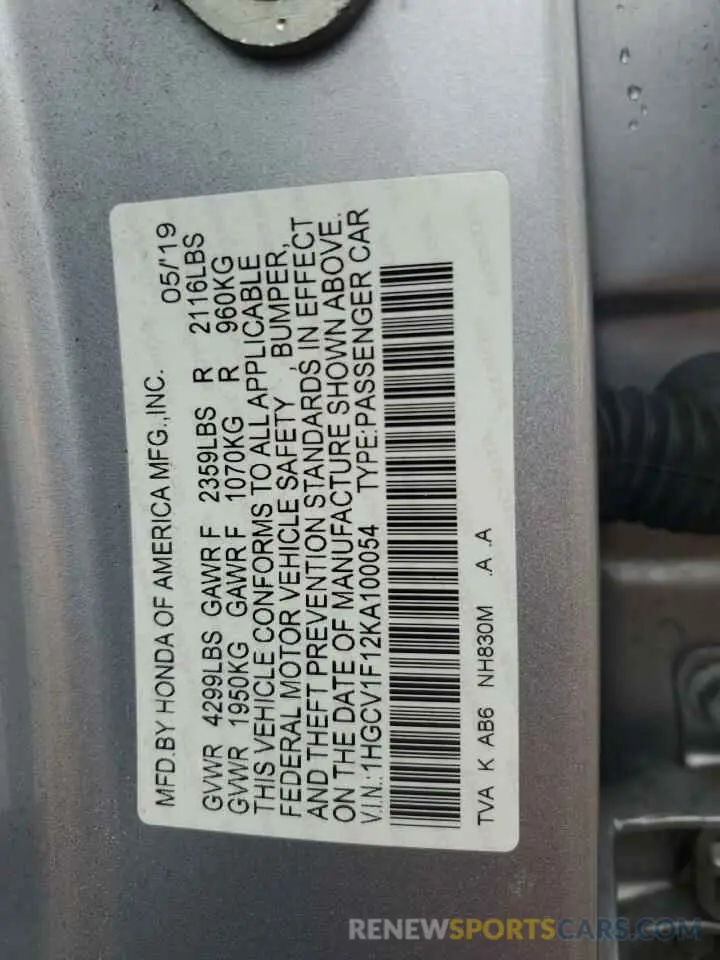 MFD.BY HONDA OF AMERICA MFG.,INC. 05/'19
GVWR 4299LBS GAWR F 2359LBS R 2116LBS
GVWR 1950KG GAWR F 1070KG R 960KG
THIS VEHICLE CONFORMS TO ALL APPLICABLE
FEDERAL MOTOR VEHICLE SAFETY , BUMPER,
AND THEFT PREVENTION STANDARDS IN EFFECT
ON THE DATE OF MANUFACTURE SHOWN ABOVE.
V.I.N.:1HGCV1F12KA100054 TYPE:PASSENGER CAR
TVA K AB6 NH830M .A .A
RENEWSPORTSCARS.COM